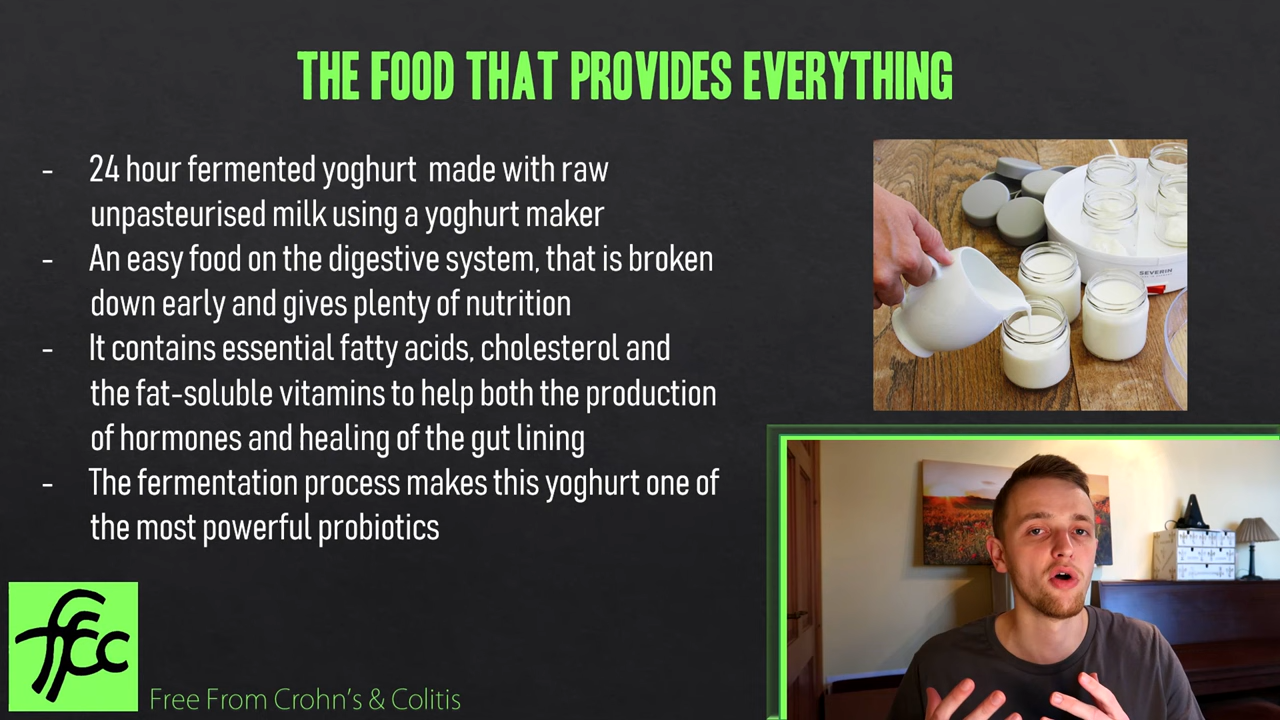 THE FOOD THAT PROVIDES EVERYTHING
- 24 hour fermented yoghurt  made with raw
unpasteurised milk using a yoghurt maker
- An easy food on the digestive system, that is broken
down early and gives plenty of nutrition
- It contains essential fatty acids, cholesterol and
the fat-soluble vitamins to help both the production
of hormones and healing of the gut lining
- The fermentation process makes this yoghurt one of
the most powerful probiotics
SEVERIN
ffcc
Free From Crohn's & Colitis